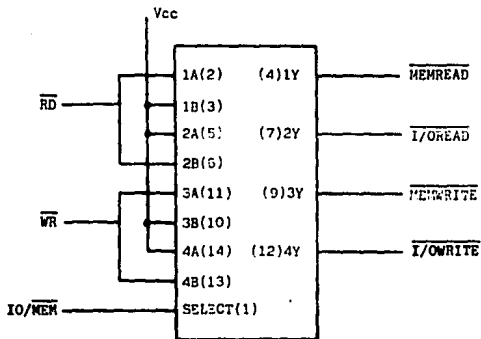 Vcc
1A(2) (4)1Y MEMREAD
RD 1B(3)
2A(5) (7)2Y I/OREAD
2B(6)
3A(11) (9)3Y MEMWRITE
WR 3B(10)
4A(14) (12)4Y I/OWRITE
4B(13)
IO/MEM SELECT(1)